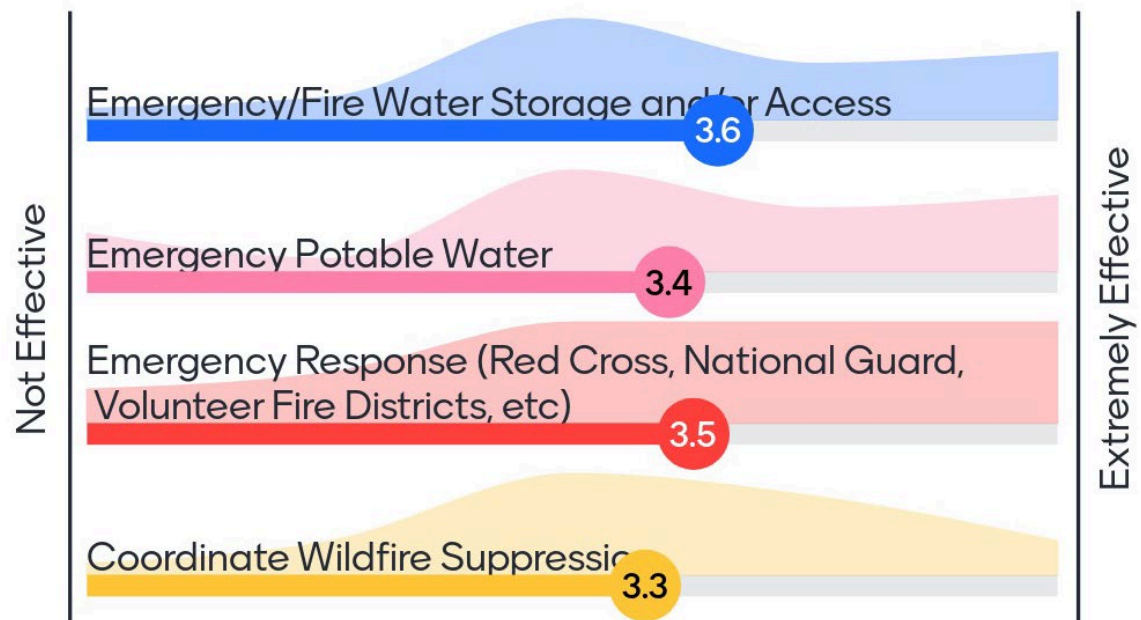 Not Effective
Emergency/Fire Water Storage and/or Access
3.6
Emergency Potable Water
3.4
Emergency Response (Red Cross, National Guard,
Volunteer Fire Districts, etc)
3.5
Coordinate Wildfire Suppressio
3.3
Extremely Effective